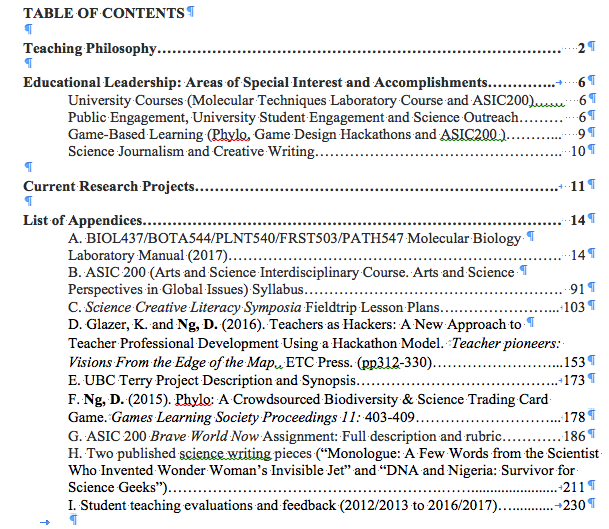 TABLE OF CONTENTS
Teaching Philosophy……………………………………………………………… 2
Educational Leadership: Areas of Special Interest and Accomplishments………….. 6
University Courses (Molecular Techniques Laboratory Course and ASIC200)…….. 6
Public Engagement, University Student Engagement and Science Outreach……… 6
Game-Based Learning (Phylo, Game Design Hackathons and ASIC200 )……….. 9
Science Journalism and Creative Writing……………………………………….. 10
Current Research Projects……………………………………………………………. 11
List of Appendices……………………………………………………………………. 14
A. BIOL437/BOTA544/PLNT540/FRST503/PATH547 Molecular Biology
Laboratory Manual (2017)………………………………………………………. 14
B. ASIC 200 (Arts and Science Interdisciplinary Course. Arts and Science
Perspectives in Global Issues) Syllabus…………………………………………. 91
C. Science Creative Literacy Symposia Fieldtrip Lesson Plans………………….. 103
D. Glazer, K. and Ng, D. (2016). Teachers as Hackers: A New Approach to
Teacher Professional Development Using a Hackathon Model. Teacher pioneers:
Visions From the Edge of the Map,, ETC Press. (pp312-330)…………………….. 153
E. UBC Terry Project Description and Synopsis…………………………………. 173
F. Ng, D. (2015). Phylo: A Crowdsourced Biodiversity & Science Trading Card
Game. Games Learning Society Proceedings 11: 403-409……………………….. 178
G. ASIC 200 Brave World Now Assignment: Full description and rubric………… 186
H. Two published science writing pieces (“Monologue: A Few Words from the Scientist
Who Invented Wonder Woman’s Invisible Jet” and “DNA and Nigeria: Survivor for
Science Geeks”)…………………………………………………………………. 211
I. Student teaching evaluations and feedback (2012/2013 to 2016/2017)………… 230